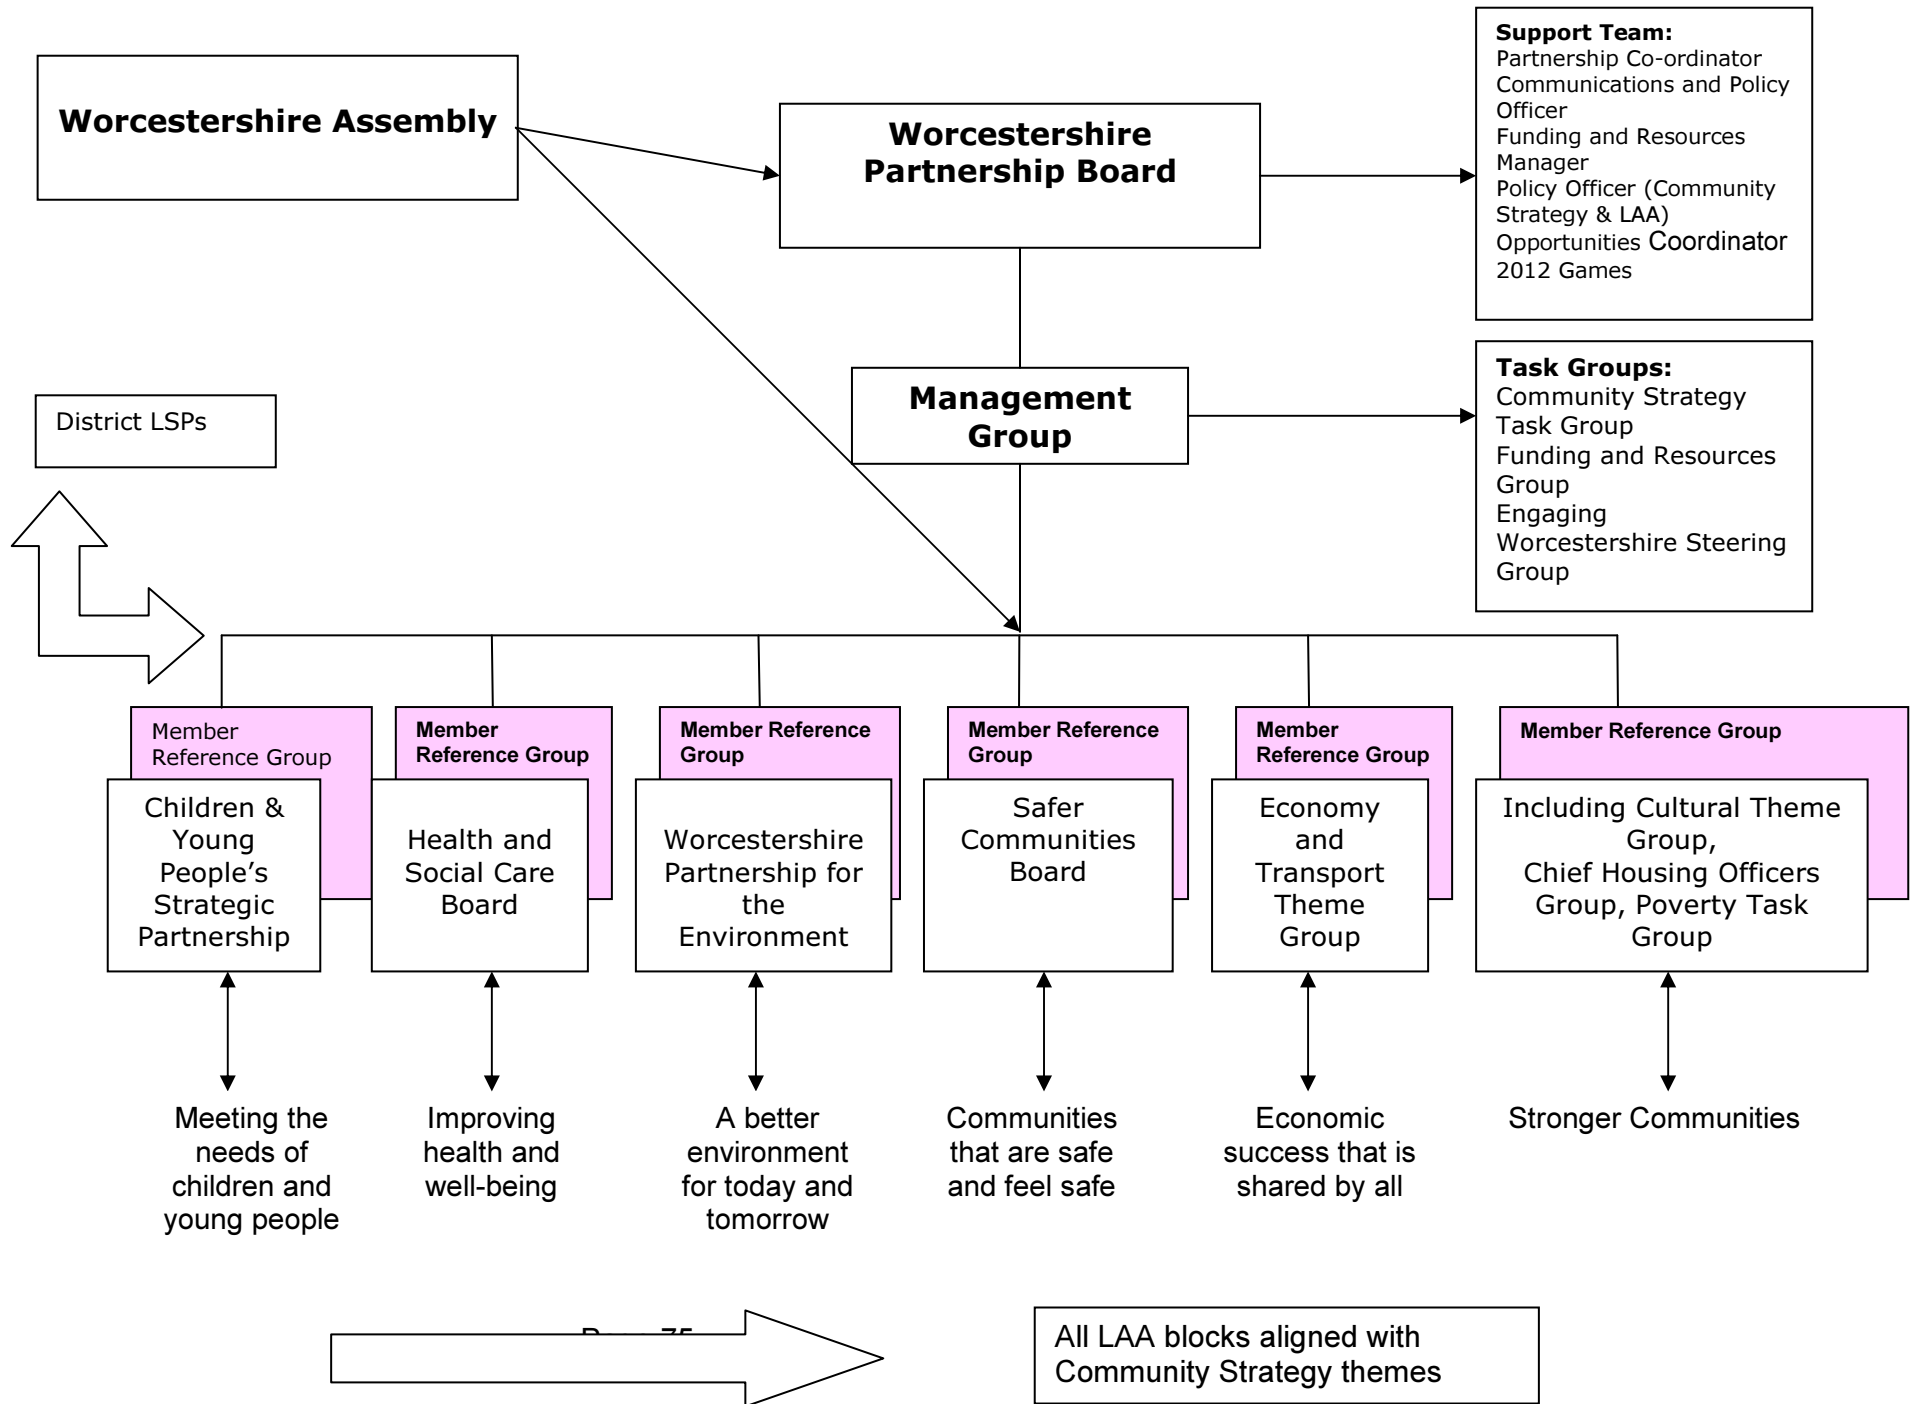 Worcestershire Assembly
Worcestershire
Partnership Board
Support Team:
Partnership Co-ordinator
Communications and Policy
Officer
Funding and Resources
Manager
Policy Officer (Community
Strategy & LAA)
Opportunities Coordinator
2012 Games
Management
Group
Task Groups:
Community Strategy
Task Group
Funding and Resources
Group
Engaging
Worcestershire Steering
Group
District LSPs
Member
Reference Group
Children &
Young
People's
Strategic
Partnership
Member
Reference Group
Health and
Social Care
Board
Member Reference
Group
Worcestershire
Partnership for
the
Environment
Member Reference
Group
Safer
Communities
Board
Member
Reference Group
Economy
and
Transport
Theme
Group
Member Reference Group
Including Cultural Theme
Group,
Chief Housing Officers
Group, Poverty Task
Group
Meeting the
needs of
children and
young people
Improving
health and
well-being
A better
environment
for today and
tomorrow
Communities
that are safe
and feel safe
Economic
success that is
shared by all
Stronger Communities
All LAA blocks aligned with
Community Strategy themes